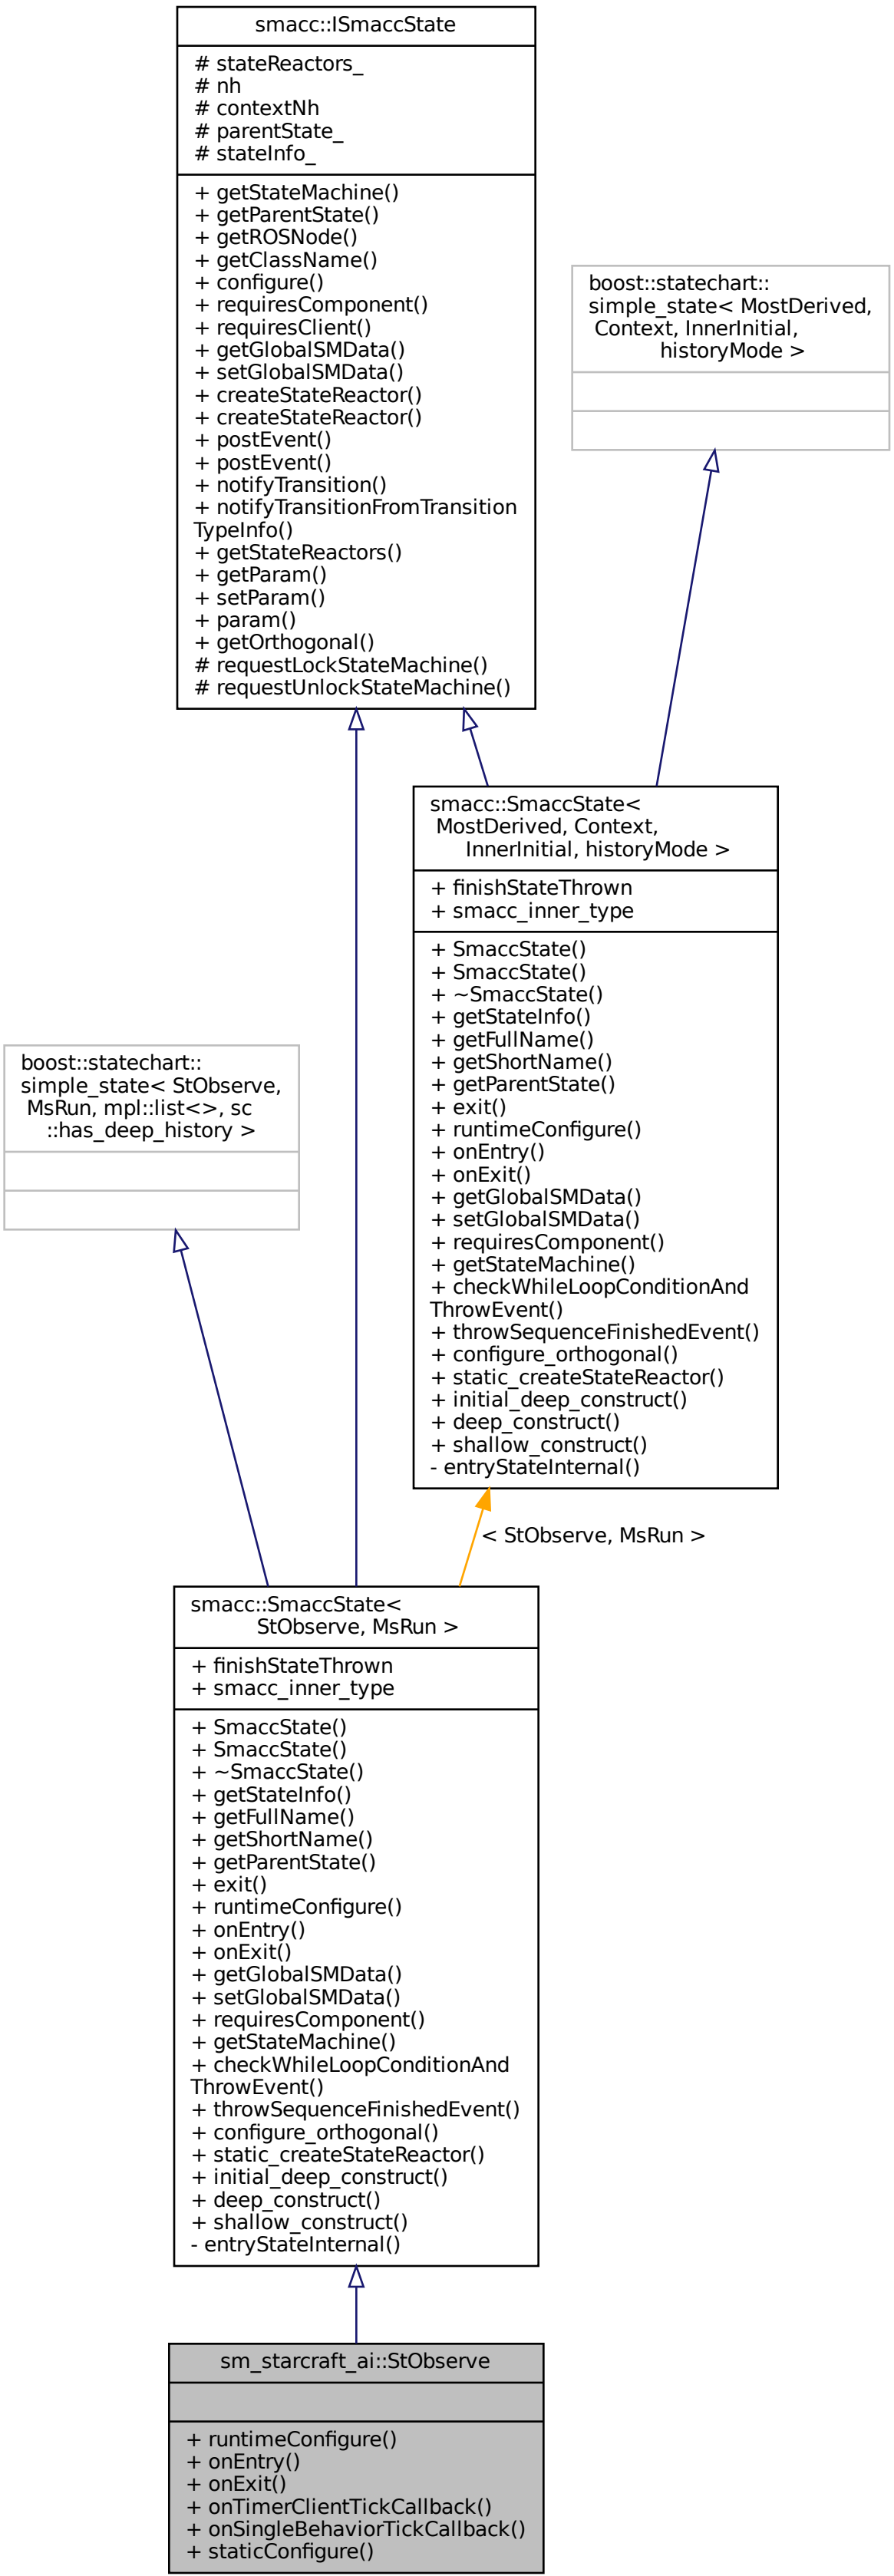 smacc::ISmaccState
# stateReactors_
# nh
# contextNh
# parentState_
# stateInfo_
+ getStateMachine()
+ getParentState()
+ getROSNode()
+ getClassName()
+ configure()
+ requiresComponent()
+ requiresClient()
+ getGlobalSMData()
+ setGlobalSMData()
+ createStateReactor()
+ createStateReactor()
+ postEvent()
+ postEvent()
+ notifyTransition()
+ notifyTransitionFromTransition
TypeInfo()
+ getStateReactors()
+ getParam()
+ setParam()
+ param()
+ getOrthogonal()
# requestLockStateMachine()
# requestUnlockStateMachine()
boost::statechart::
simple_state< MostDerived,
Context, InnerInitial,
historyMode >
smacc::SmaccState<
MostDerived, Context,
InnerInitial, historyMode >
+ finishStateThrown
+ smacc_inner_type
+ SmaccState()
+ SmaccState()
+ ~SmaccState()
+ getStateInfo()
+ getFullName()
+ getShortName()
+ getParentState()
+ exit()
+ runtimeConfigure()
+ onEntry()
+ onExit()
+ getGlobalSMData()
+ setGlobalSMData()
+ requiresComponent()
+ getStateMachine()
+ checkWhileLoopConditionAnd
ThrowEvent()
+ throwSequenceFinishedEvent()
+ configure_orthogonal()
+ static_createStateReactor()
+ initial_deep_construct()
+ deep_construct()
+ shallow_construct()
- entryStateInternal()
boost::statechart::
simple_state< StObserve,
MsRun, mpl::list<>, sc
::has_deep_history >
< StObserve, MsRun >
smacc::SmaccState<
StObserve, MsRun >
+ finishStateThrown
+ smacc_inner_type
+ SmaccState()
+ SmaccState()
+ ~SmaccState()
+ getStateInfo()
+ getFullName()
+ getShortName()
+ getParentState()
+ exit()
+ runtimeConfigure()
+ onEntry()
+ onExit()
+ getGlobalSMData()
+ setGlobalSMData()
+ requiresComponent()
+ getStateMachine()
+ checkWhileLoopConditionAnd
ThrowEvent()
+ throwSequenceFinishedEvent()
+ configure_orthogonal()
+ static_createStateReactor()
+ initial_deep_construct()
+ deep_construct()
+ shallow_construct()
- entryStateInternal()
sm_starcraft_ai::StObserve
+ runtimeConfigure()
+ onEntry()
+ onExit()
+ onTimerClientTickCallback()
+ onSingleBehaviorTickCallback()
+ staticConfigure()